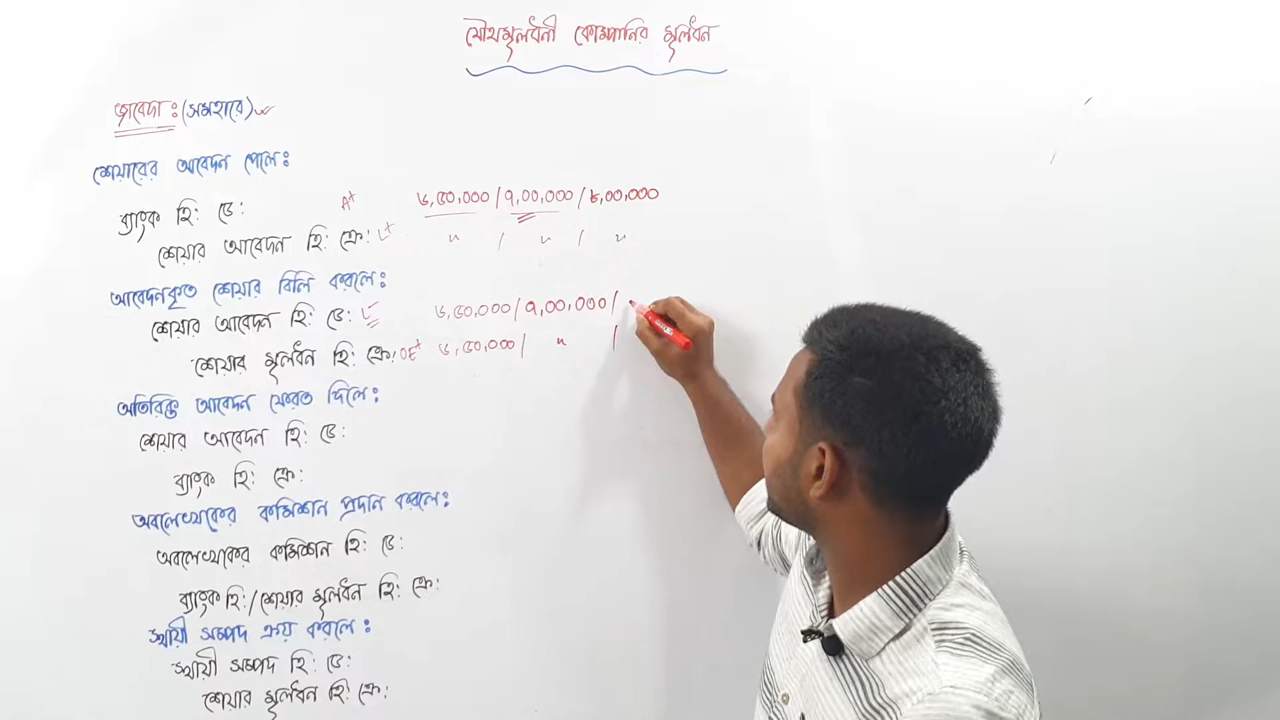 যৌথমূলধনী কোম্পানির মূলধন
জাবেদা : (সমহারে)
শেয়ারের আবেদন পেলে :
ব্যাংক হি: ডে: A+ ৬,৫০,০০০ / ৭,০০,০০০ / ৮,০০,০০০
শেয়ার আবেদন হি: ক্রে: L+ " / " / "
আবেদনকৃত শেয়ার বিলি করলে :
শেয়ার আবেদন হি: ডে: L- ৬,৫০,০০০ / ৭,০০,০০০ /
শেয়ার মূলধন হি: ক্রে: OE+ ৬,৫০,০০০ / " /
অতিরিক্ত আবেদন ফেরত দিলে :
শেয়ার আবেদন হি: ডে:
ব্যাংক হি: ক্রে:
অবলেখকের কমিশন প্রদান করলে :
অবলেখকের কমিশন হি: ডে:
ব্যাংক হি: / শেয়ার মূলধন হি: ক্রে:
স্থায়ী সম্পদ ক্রয় করলে :
স্থায়ী সম্পদ হি: ডে:
শেয়ার মূলধন হি: ক্রে: